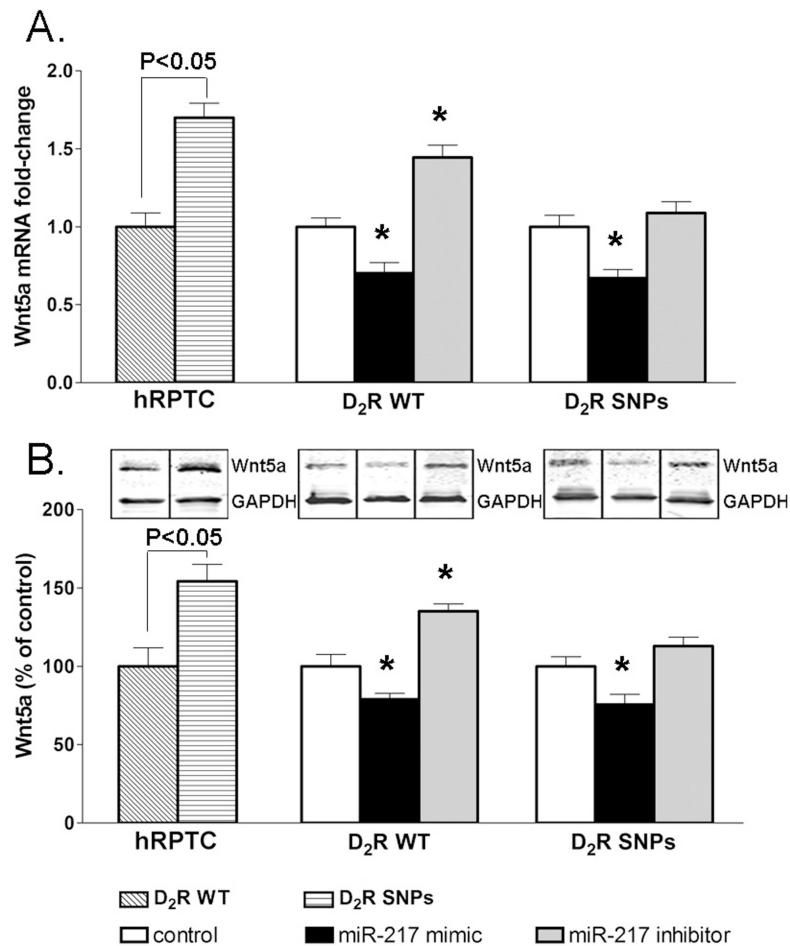 A.
P<0.05
Wnt5a mRNA fold-change
2.0
1.5
1.0
0.5
0.0
*
*
*
hRPTC
D₂R WT
D₂R SNPs
B.
Wnt5a
GAPDH
Wnt5a
GAPDH
Wnt5a
GAPDH
P<0.05
Wnt5a (% of control)
200
150
100
50
0
*
*
*
hRPTC
D₂R WT
D₂R SNPs
D₂R WT
D₂R SNPs
control
miR-217 mimic
miR-217 inhibitor